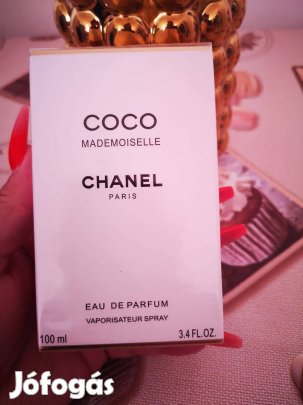 COCO
MADEMOISELLE
CHANEL
PARIS
EAU DE PARFUM
VAPORISATEUR SPRAY
100 ml 3.4 FL.OZ.
Jófogás